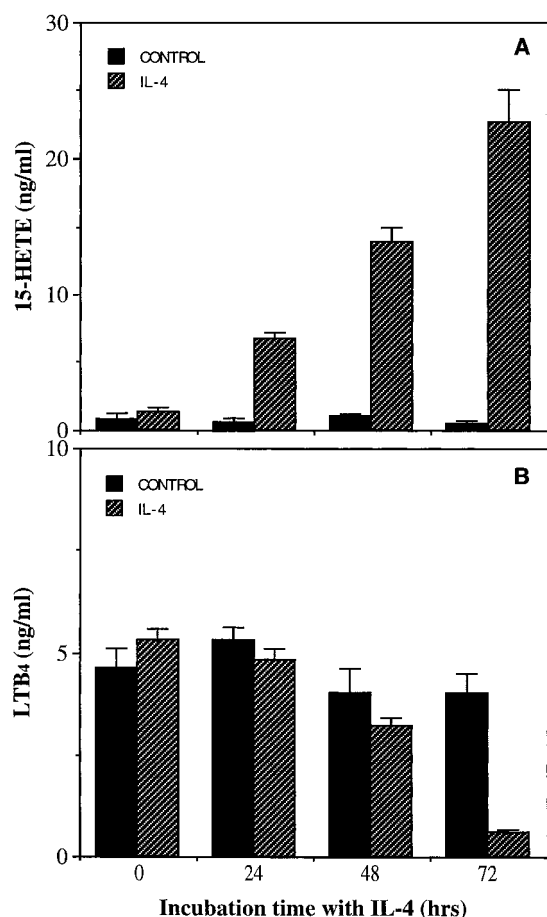 A
CONTROL
IL-4
30
20
10
0
15-HETE (ng/ml)
B
CONTROL
IL-4
10
5
0
LTB4 (ng/ml)
0 24 48 72
Incubation time with IL-4 (hrs)